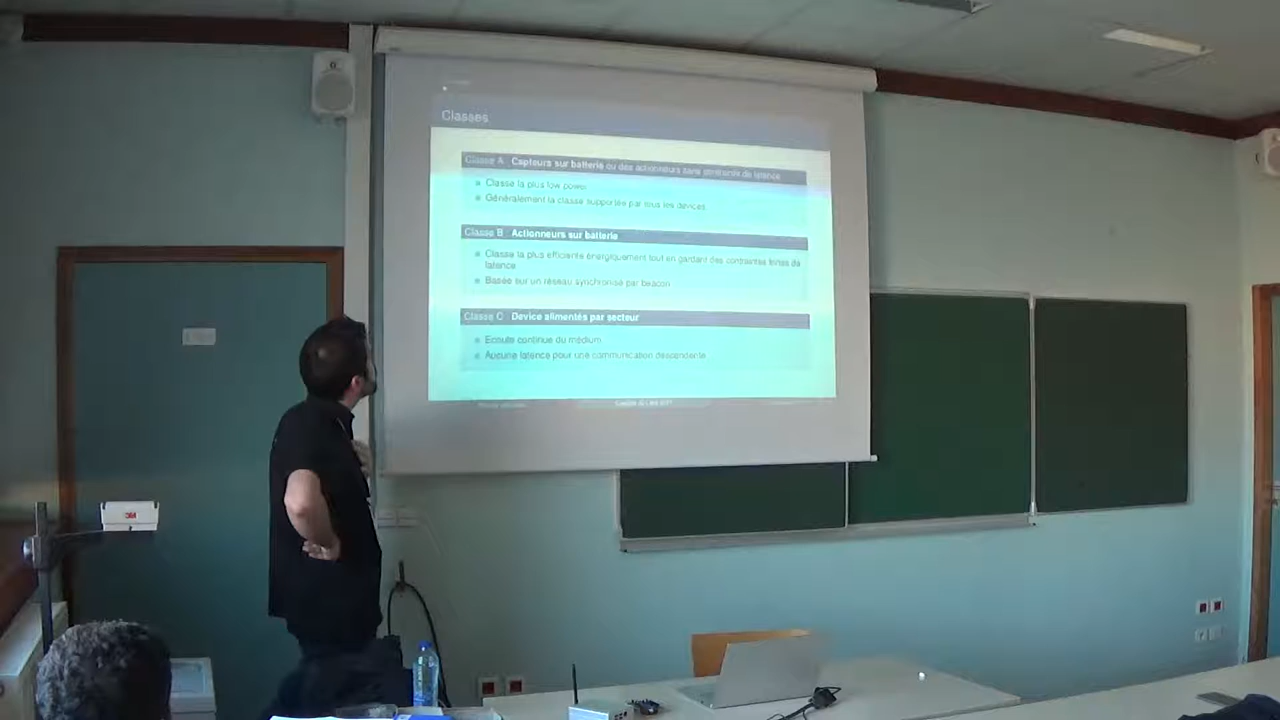 Classes
Classe A Capteurs sur batterie ou des actionneurs sans contrainte de latence
Classe la plus low power
Généralement la classe supportée par tous les devices
Classe B Actionneurs sur batterie
Classe la plus efficiente énergiquement tout en gardant des contraintes fortes de
latence
Basée sur un réseau synchronisé par beacon
Classe C Device alimentés par secteur
Ecoute continue du médium
Aucune latence pour une communication descendante
3M